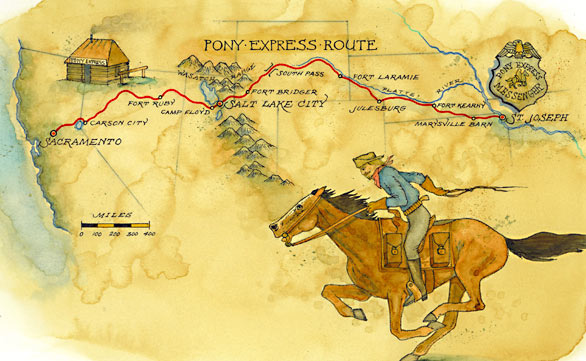 PONY·EXPRESS·ROUTE
PONY EXPRESS
WASATCH
SOUTH PASS
FORT LARAMIE
PONY EXPRESS
MESSENGER
FORT BRIDGER
PLATTE RIVER
FORT RUBY
CAMP FLOYD
SALT LAKE CITY
JULESBURG
FORT KEARNY
CARSON CITY
MARYSVILLE BARN
ST. JOSEPH
SACRAMENTO
MILES
0 100 200 300 400